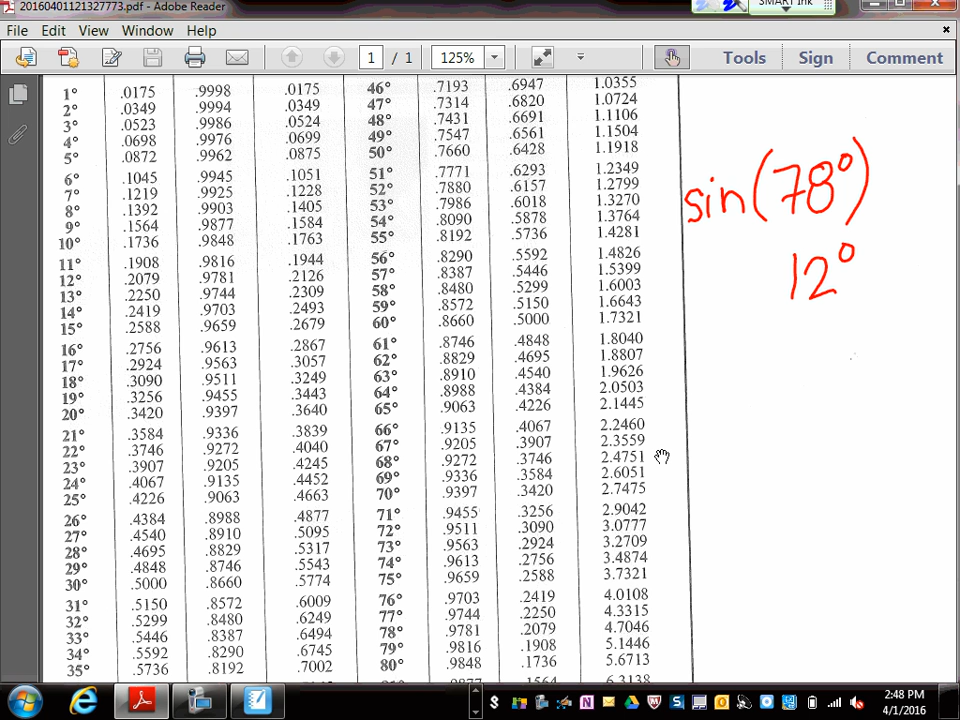 20160401121327773.pdf - Adobe Reader
SMART Ink
File Edit View Window Help
1 / 1 125% Tools Sign Comment
1° .0175 .9998 .0175 46° .7193 .6947 1.0355
2° .0349 .9994 .0349 47° .7314 .6820 1.0724
3° .0523 .9986 .0524 48° .7431 .6691 1.1106
4° .0698 .9976 .0699 49° .7547 .6561 1.1504
5° .0872 .9962 .0875 50° .7660 .6428 1.1918
6° .1045 .9945 .1051 51° .7771 .6293 1.2349
7° .1219 .9925 .1228 52° .7880 .6157 1.2799
8° .1392 .9903 .1405 53° .7986 .6018 1.3270
9° .1564 .9877 .1584 54° .8090 .5878 1.3764
10° .1736 .9848 .1763 55° .8192 .5736 1.4281
11° .1908 .9816 .1944 56° .8290 .5592 1.4826
12° .2079 .9781 .2126 57° .8387 .5446 1.5399
13° .2250 .9744 .2309 58° .8480 .5299 1.6003
14° .2419 .9703 .2493 59° .8572 .5150 1.6643
15° .2588 .9659 .2679 60° .8660 .5000 1.7321
16° .2756 .9613 .2867 61° .8746 .4848 1.8040
17° .2924 .9563 .3057 62° .8829 .4695 1.8807
18° .3090 .9511 .3249 63° .8910 .4540 1.9626
19° .3256 .9455 .3443 64° .8988 .4384 2.0503
20° .3420 .9397 .3640 65° .9063 .4226 2.1445
21° .3584 .9336 .3839 66° .9135 .4067 2.2460
22° .3746 .9272 .4040 67° .9205 .3907 2.3559
23° .3907 .9205 .4245 68° .9272 .3746 2.4751
24° .4067 .9135 .4452 69° .9336 .3584 2.6051
25° .4226 .9063 .4663 70° .9397 .3420 2.7475
26° .4384 .8988 .4877 71° .9455 .3256 2.9042
27° .4540 .8910 .5095 72° .9511 .3090 3.0777
28° .4695 .8829 .5317 73° .9563 .2924 3.2709
29° .4848 .8746 .5543 74° .9613 .2756 3.4874
30° .5000 .8660 .5774 75° .9659 .2588 3.7321
31° .5150 .8572 .6009 76° .9703 .2419 4.0108
32° .5299 .8480 .6249 77° .9744 .2250 4.3315
33° .5446 .8387 .6494 78° .9781 .2079 4.7046
34° .5592 .8290 .6745 79° .9816 .1908 5.1446
35° .5736 .8192 .7002 80° .9848 .1736 5.6713
.9877 .1564 6.3138
sin(78°)
12°
2:48 PM
4/1/2016